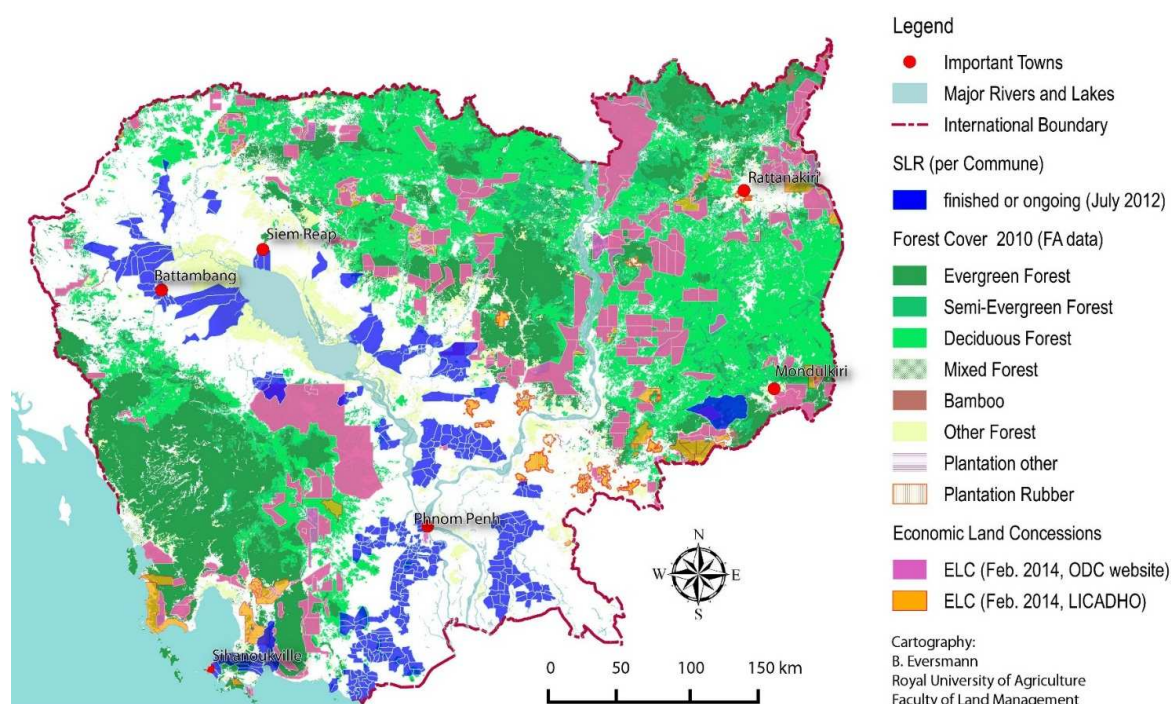 Legend
Important Towns
Major Rivers and Lakes
International Boundary
SLR (per Commune)
finished or ongoing (July 2012)
Forest Cover 2010 (FA data)
Evergreen Forest
Semi-Evergreen Forest
Deciduous Forest
Mixed Forest
Bamboo
Other Forest
Plantation other
Plantation Rubber
Economic Land Concessions
ELC (Feb. 2014, ODC website)
ELC (Feb. 2014, LICADHO)
Cartography:
B. Eversmann
Royal University of Agriculture
Faculty of Land Management
Rattanakiri
Siem Reap
Battambang
Mondulkiri
Phnom Penh
Sihanoukville
N
W E
S
0 50 100 150 km